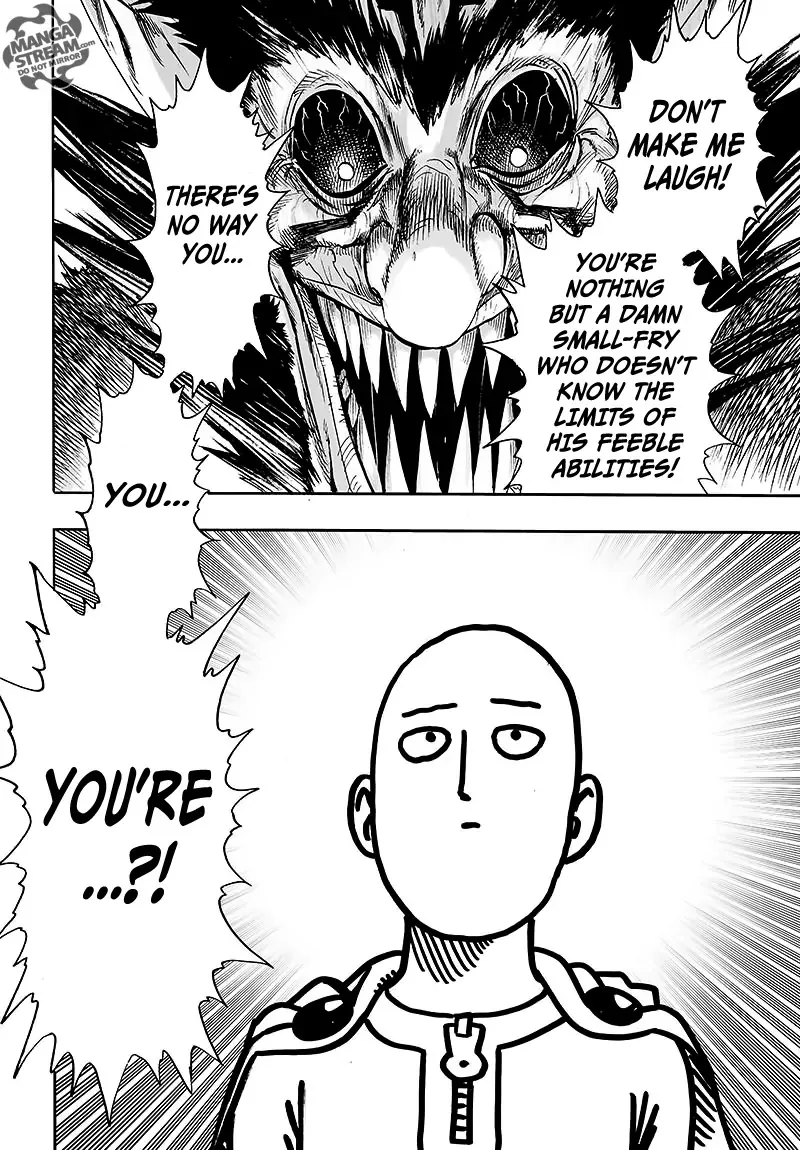 MANGA
STREAM.com
DO NOT MIRROR
DON'T
MAKE ME
LAUGH!
YOU'RE
NOTHING
BUT A DAMN
SMALL-FRY
WHO DOESN'T
KNOW THE
LIMITS OF
HIS FEEBLE
ABILITIES!
THERE'S
NO WAY
YOU...
YOU...
YOU'RE
...?!